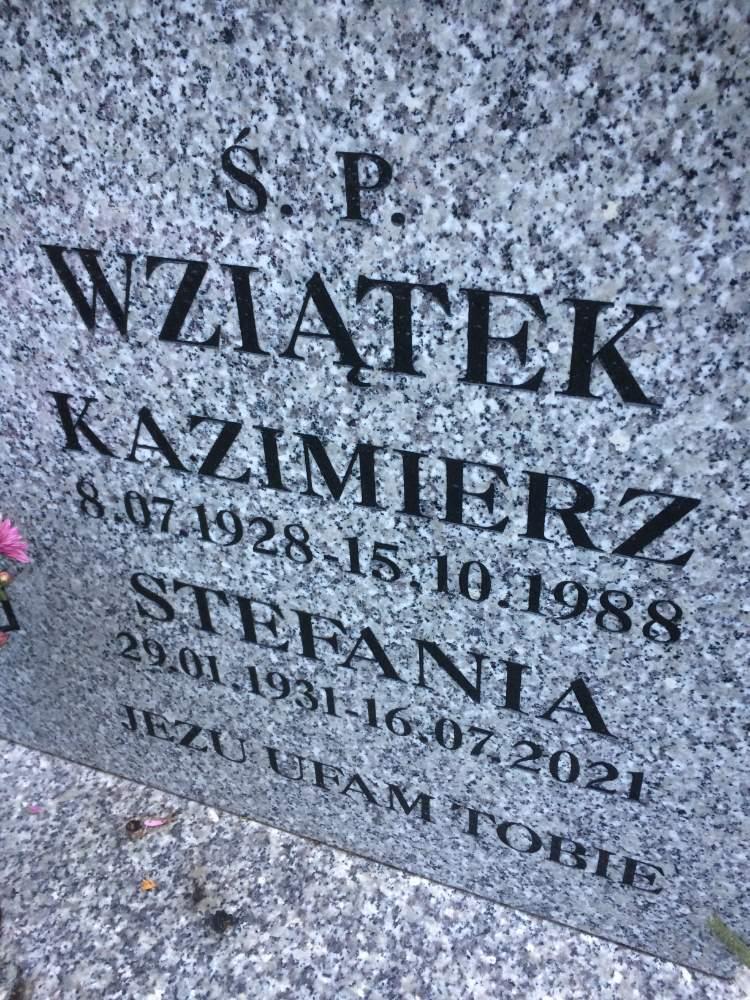 Ś. P.
WZIĄTEK
KAZIMIERZ
8.07.1928-15.10.1988
STEFANIA
29.01.1931-16.07.2021
JEZU UFAM TOBIE